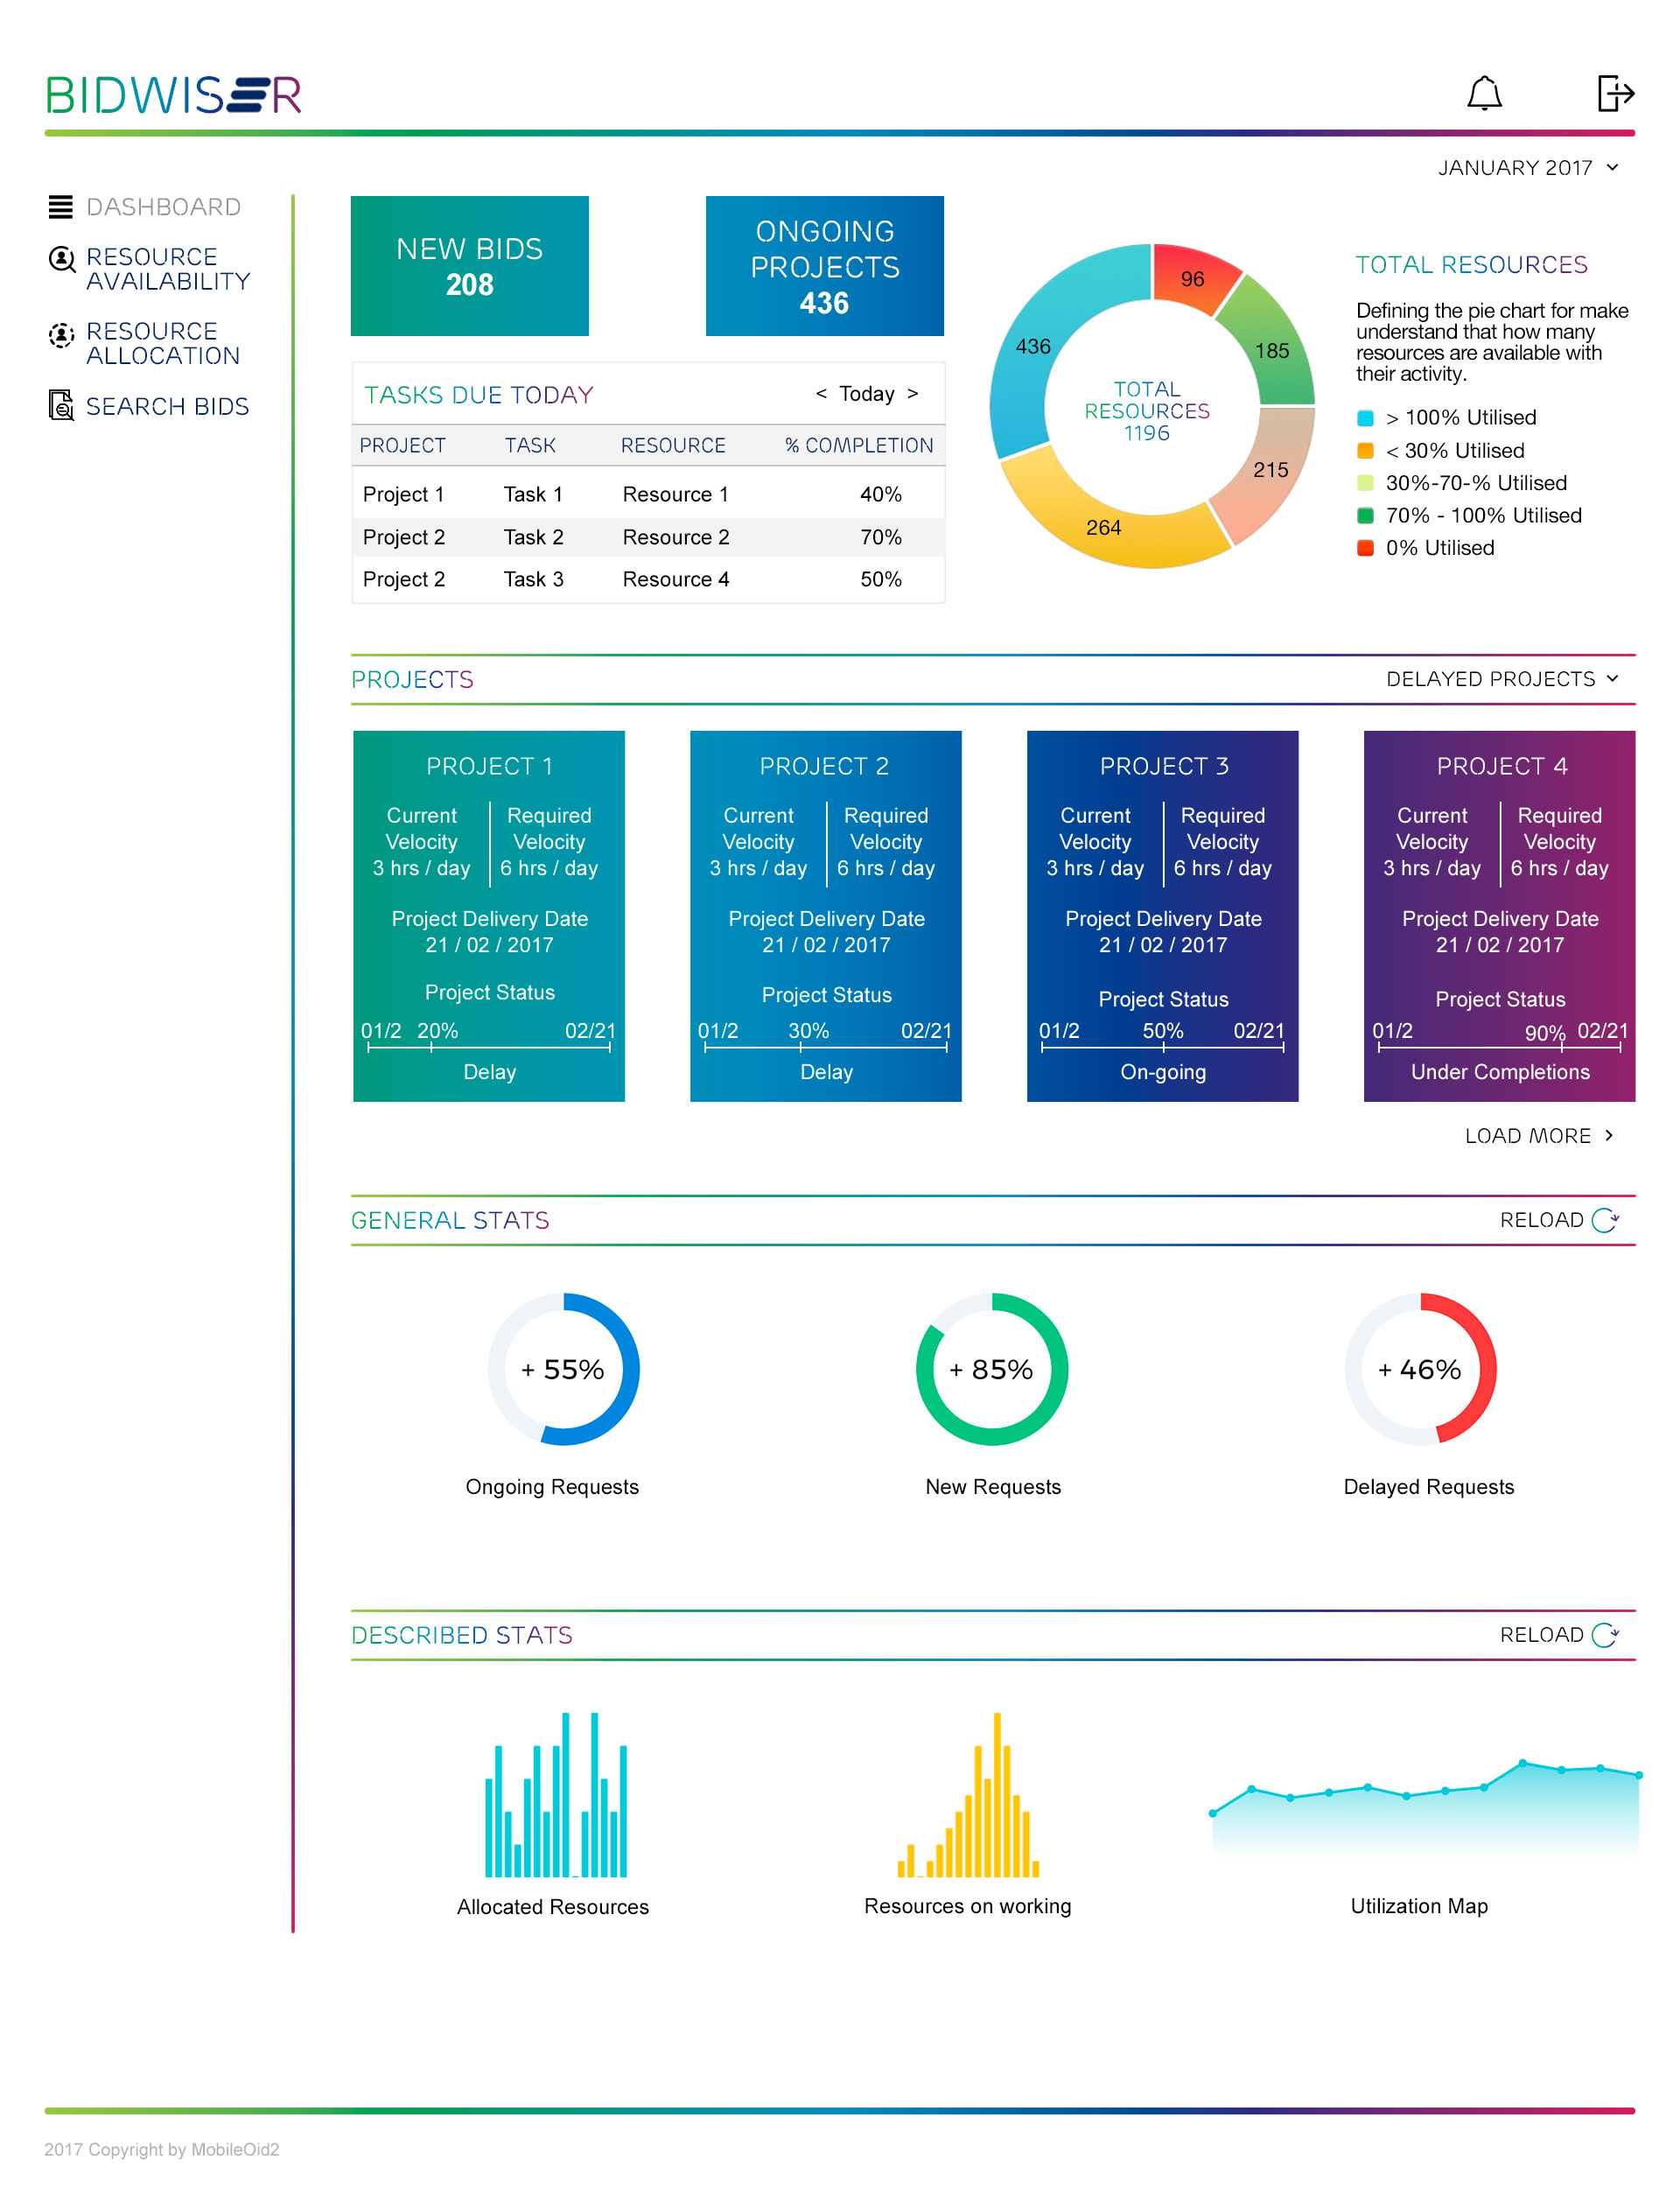 BIDWISER
JANUARY 2017
DASHBOARD
RESOURCE
AVAILABILITY
RESOURCE
ALLOCATION
SEARCH BIDS
NEW BIDS
208
ONGOING
PROJECTS
436
TASKS DUE TODAY
< Today >
PROJECT TASK RESOURCE % COMPLETION
Project 1 Task 1 Resource 1 40%
Project 2 Task 2 Resource 2 70%
Project 2 Task 3 Resource 4 50%
96
185
215
264
436
TOTAL
RESOURCES
1196
TOTAL RESOURCES
Defining the pie chart for make
understand that how many
resources are available with
their activity.
> 100% Utilised
< 30% Utilised
30%-70-% Utilised
70% - 100% Utilised
0% Utilised
PROJECTS
DELAYED PROJECTS
PROJECT 1
Current
Velocity
3 hrs / day
Required
Velocity
6 hrs / day
Project Delivery Date
21 / 02 / 2017
Project Status
01/2 20% 02/21
Delay
PROJECT 2
Current
Velocity
3 hrs / day
Required
Velocity
6 hrs / day
Project Delivery Date
21 / 02 / 2017
Project Status
01/2 30% 02/21
Delay
PROJECT 3
Current
Velocity
3 hrs / day
Required
Velocity
6 hrs / day
Project Delivery Date
21 / 02 / 2017
Project Status
01/2 50% 02/21
On-going
PROJECT 4
Current
Velocity
3 hrs / day
Required
Velocity
6 hrs / day
Project Delivery Date
21 / 02 / 2017
Project Status
01/2 90% 02/21
Under Completions
LOAD MORE >
GENERAL STATS
RELOAD
+ 55%
Ongoing Requests
+ 85%
New Requests
+ 46%
Delayed Requests
DESCRIBED STATS
RELOAD
Allocated Resources
Resources on working
Utilization Map
2017 Copyright by MobileOid2